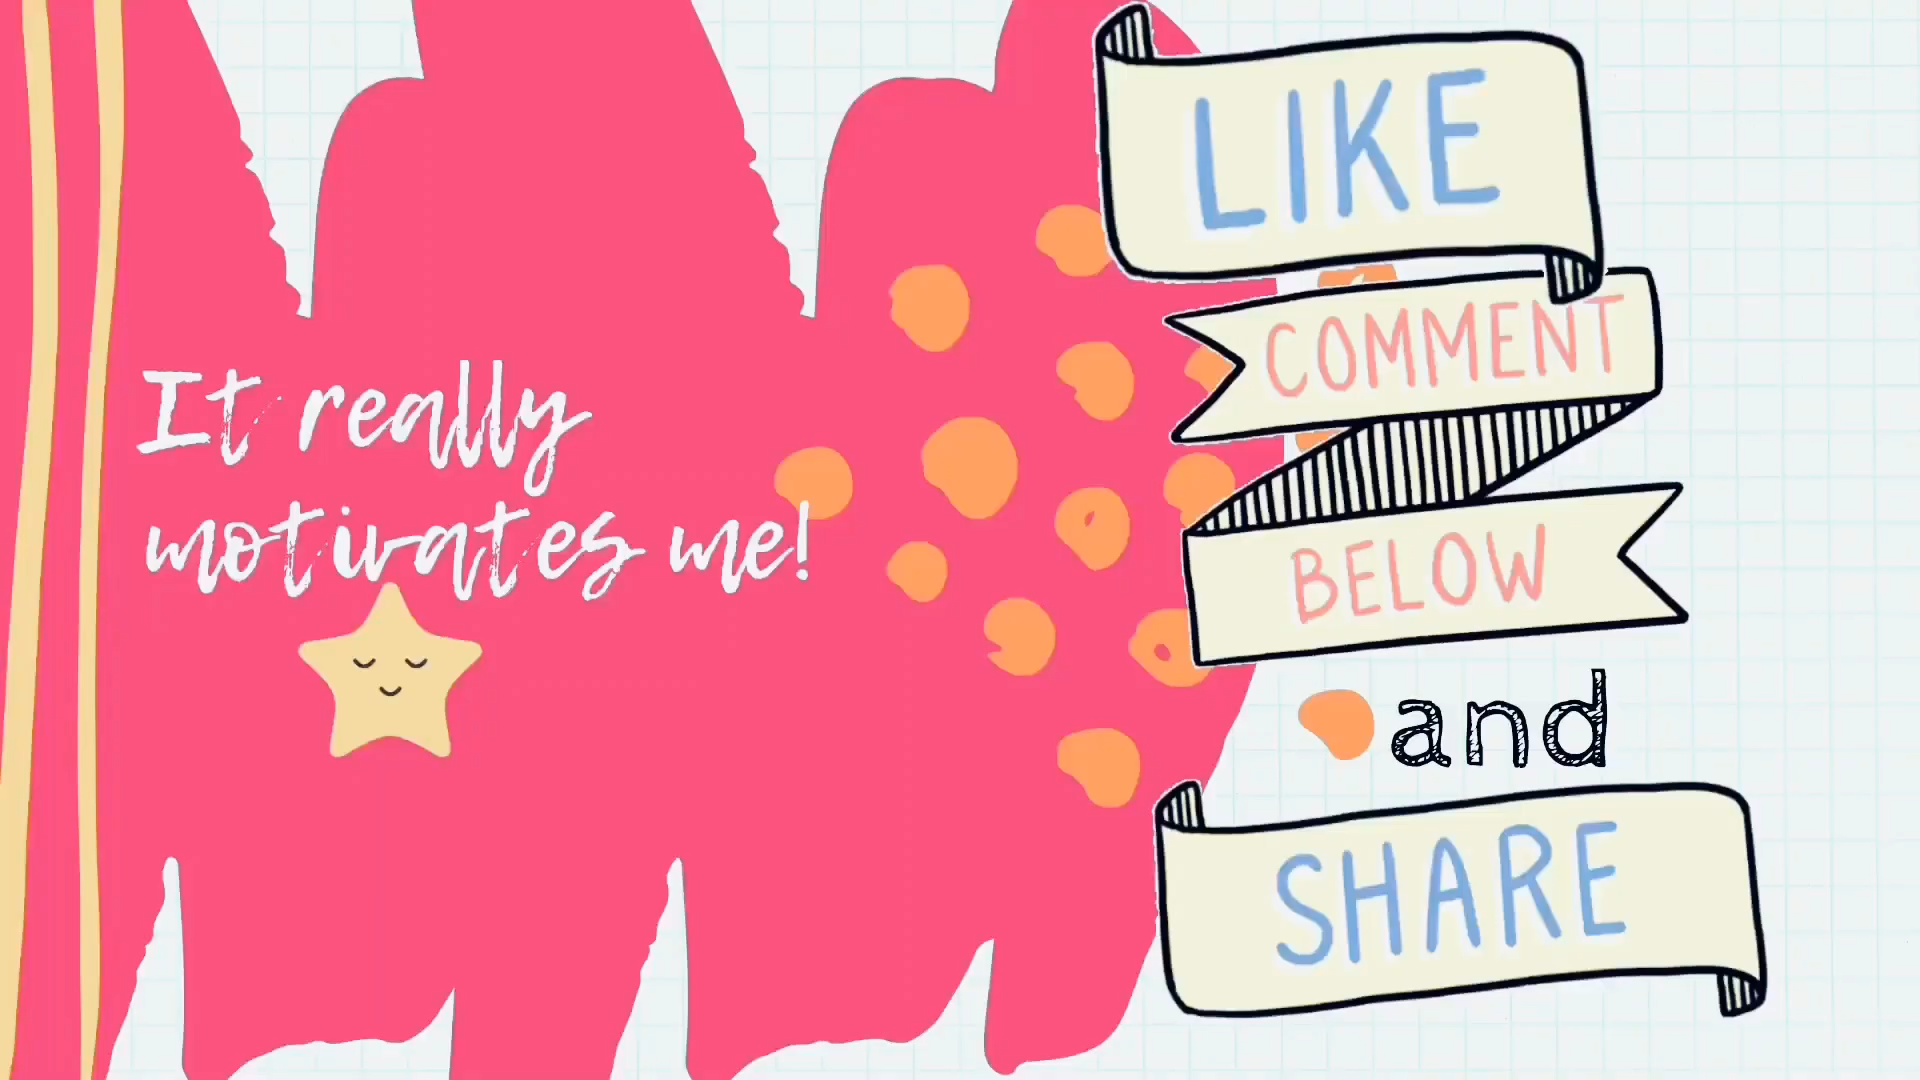 It really
motivates me!
LIKE
COMMENT
BELOW
and
SHARE